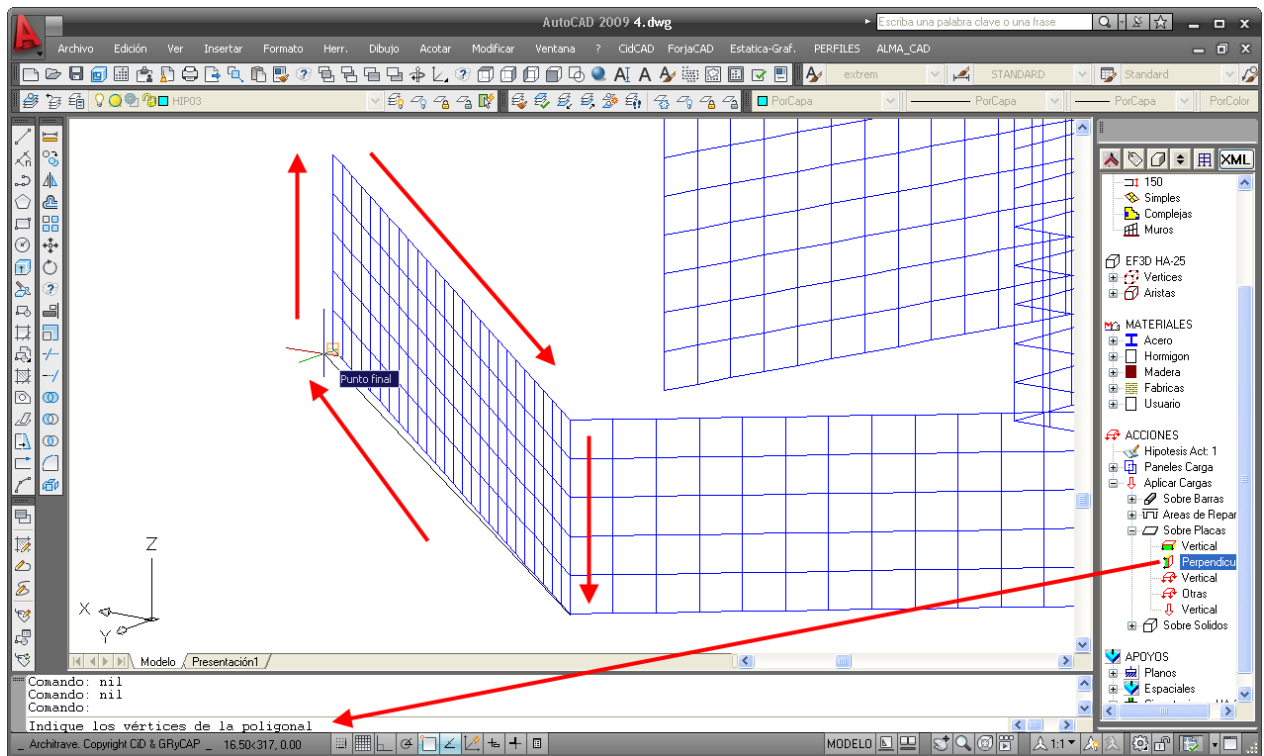 AutoCAD 2009 4.dwg
Escriba una palabra clave o una frase
Archivo Edición Ver Insertar Formato Herr. Dibujo Acotar Modificar Ventana ? CidCAD ForjaCAD Estatica-Graf. PERFILES ALMA_CAD
extrem STANDARD Standard
HIP03 PorCapa PorCapa PorCapa PorColor
XML
150
Simples
Complejas
Muros
EF3D HA-25
Vertices
Aristas
MATERIALES
Acero
Hormigon
Madera
Fabricas
Usuario
ACCIONES
Hipotesis Act: 1
Paneles Carga
Aplicar Cargas
Sobre Barras
Areas de Repar
Sobre Placas
Vertical
Perpendicu
Vertical
Otras
Vertical
Sobre Solidos
APOYOS
Planos
Espaciales
Punto final
Z
X
Y
Modelo Presentación1
Comando: nil
Comando: nil
Comando:
Indique los vértices de la poligonal
_ Architrave. Copyright CiD & GRyCAP _ 16.50<317, 0.00 MODELO 1:1